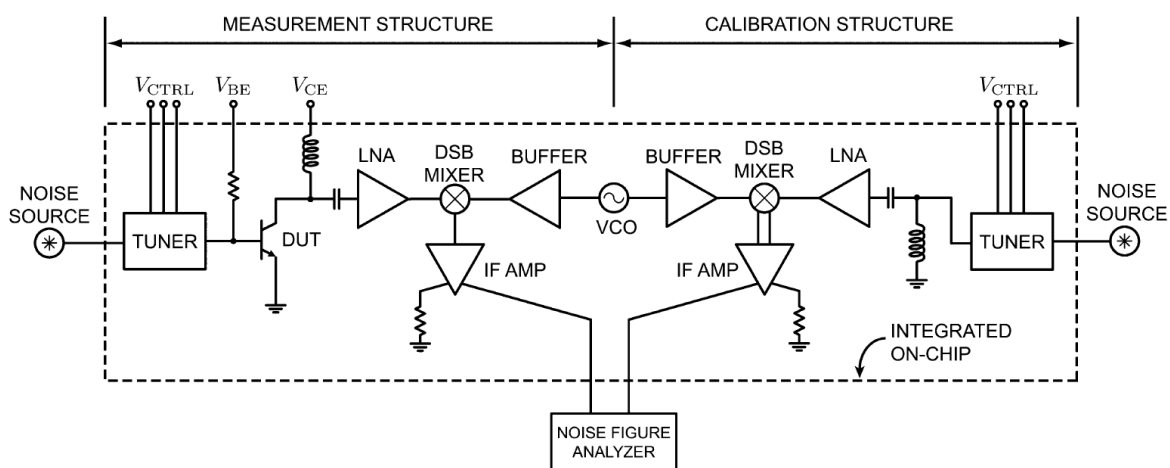 MEASUREMENT STRUCTURE
CALIBRATION STRUCTURE
VCTRL
VBE
VCE
VCTRL
NOISE
SOURCE
TUNER
DUT
LNA
DSB
MIXER
BUFFER
VCO
BUFFER
DSB
MIXER
LNA
TUNER
NOISE
SOURCE
IF AMP
IF AMP
INTEGRATED
ON-CHIP
NOISE FIGURE
ANALYZER